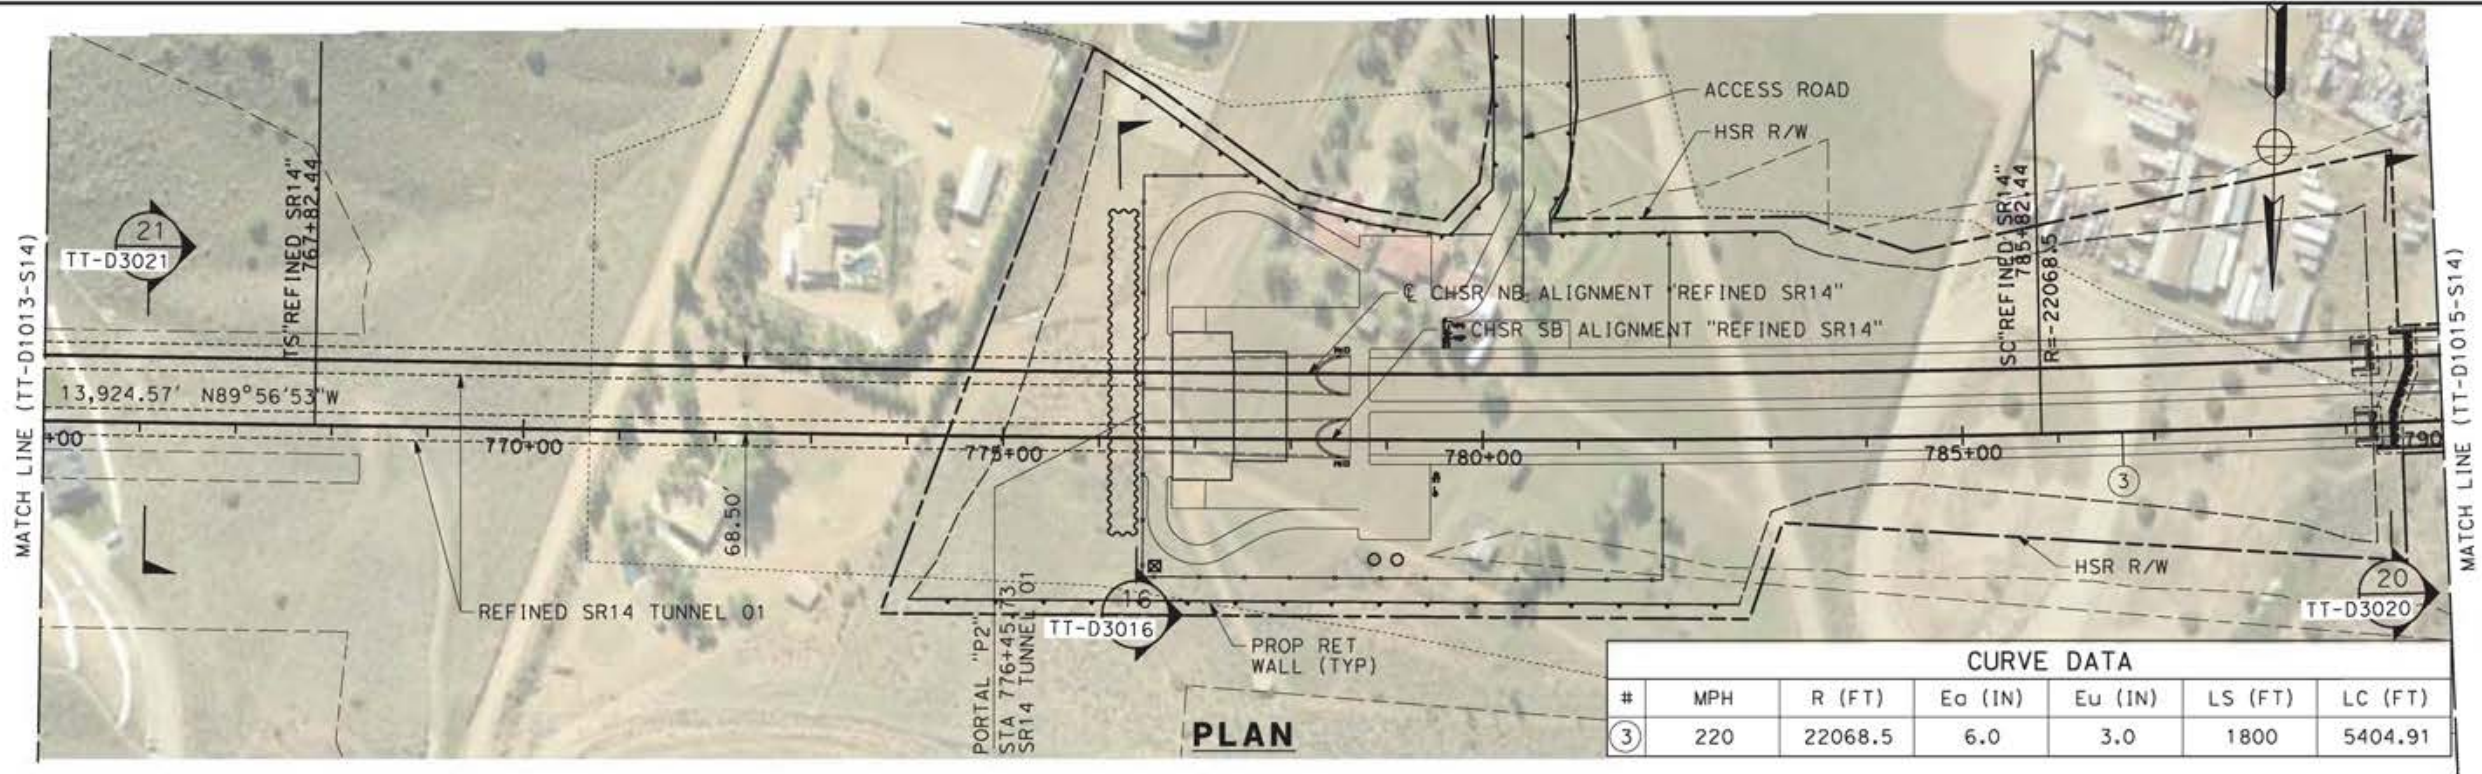 MATCH LINE (TT-D1013-S14)
21
TT-D3021
TS"REFINED SR14"
767+82.44
13,924.57' N89°56'53"W
+00
770+00
775+00
780+00
785+00
790
REFINED SR14 TUNNEL 01
68.50'
PORTAL "P2"
STA 776+45.73
SR14 TUNNEL 01
16
TT-D3016
PROP RET
WALL (TYP)
ACCESS ROAD
HSR R/W
℄ CHSR NB ALIGNMENT "REFINED SR14"
CHSR SB ALIGNMENT "REFINED SR14"
SC"REFINED SR14"
785+82.44
R=-22068.5
3
HSR R/W
20
TT-D3020
MATCH LINE (TT-D1015-S14)
PLAN
CURVE DATA
# MPH R (FT) Ea (IN) Eu (IN) LS (FT) LC (FT)
3 220 22068.5 6.0 3.0 1800 5404.91